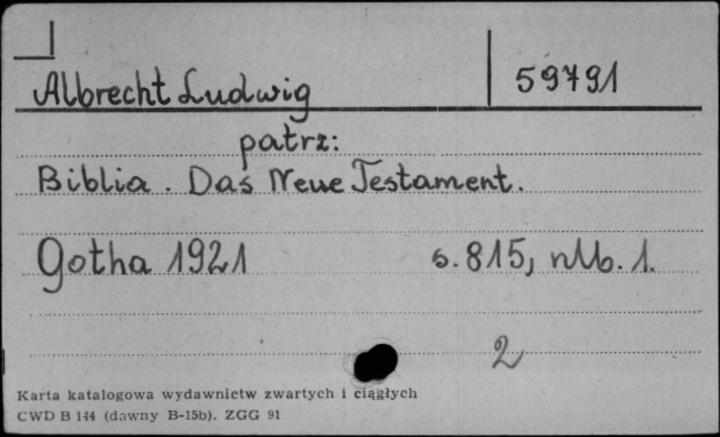 Albrecht Ludwig 59791
patrz:
Biblia. Das Neue Testament.
Gotha 1921 s. 815, nlb. 1.
2
Karta katalogowa wydawnictw zwartych i ciągłych
CWD B 144 (dawny B-15b). ZGG 91